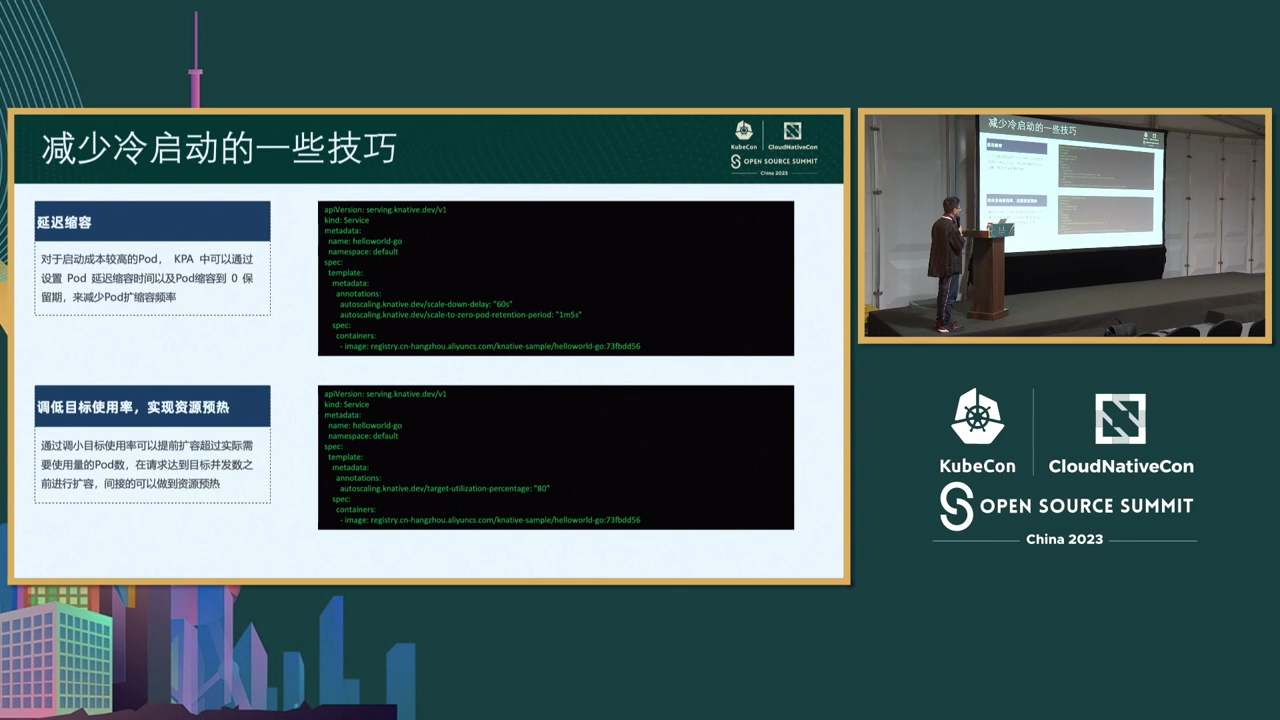 减少冷启动的一些技巧
KubeCon
CloudNativeCon
OPEN SOURCE SUMMIT
China 2023
延迟缩容
对于启动成本较高的Pod， KPA 中可以通过
设置 Pod 延迟缩容时间以及Pod缩容到 0 保
留期，来减少Pod扩缩容频率
apiVersion: serving.knative.dev/v1
kind: Service
metadata:
name: helloworld-go
namespace: default
spec:
template:
metadata:
annotations:
autoscaling.knative.dev/scale-down-delay: "60s"
autoscaling.knative.dev/scale-to-zero-pod-retention-period: "1m5s"
spec:
containers:
- image: registry.cn-hangzhou.aliyuncs.com/knative-sample/helloworld-go:73fbdd56
调低目标使用率，实现资源预热
通过调小目标使用率可以提前扩容超过实际需
要使用量的Pod数，在请求达到目标并发数之
前进行扩容，间接的可以做到资源预热
apiVersion: serving.knative.dev/v1
kind: Service
metadata:
name: helloworld-go
namespace: default
spec:
template:
metadata:
annotations:
autoscaling.knative.dev/target-utilization-percentage: "80"
spec:
containers:
- image: registry.cn-hangzhou.aliyuncs.com/knative-sample/helloworld-go:73fbdd56
减少冷启动的一些技巧
KubeCon
CloudNativeCon
OPEN SOURCE SUMMIT
China 2023